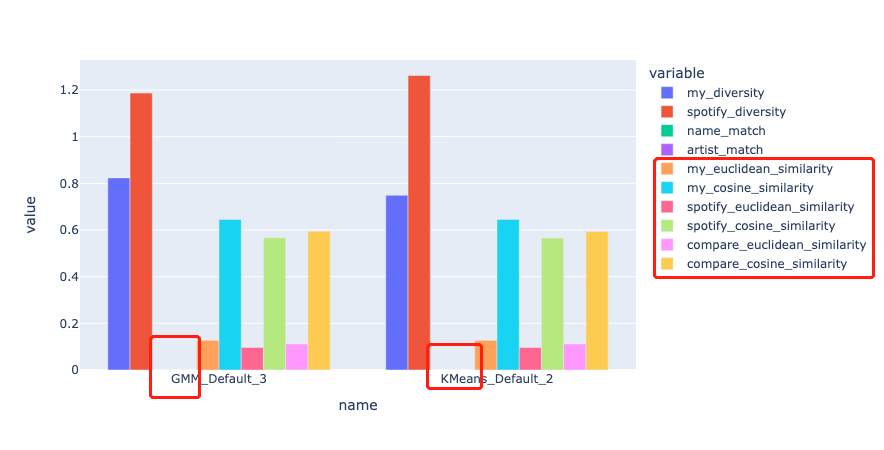 variable
my_diversity
spotify_diversity
name_match
artist_match
my_euclidean_similarity
my_cosine_similarity
spotify_euclidean_similarity
spotify_cosine_similarity
compare_euclidean_similarity
compare_cosine_similarity
1.2
1
0.8
0.6
0.4
0.2
0
value
GMM_Default_3 KMeans_Default_2
name